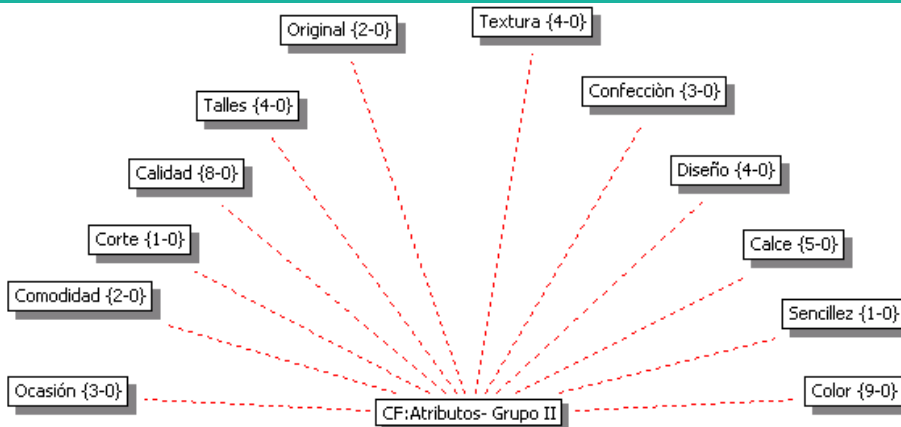 Textura {4-0}
Original {2-0}
Confecciòn {3-0}
Talles {4-0}
Diseño {4-0}
Calidad {8-0}
Corte {1-0}
Calce {5-0}
Comodidad {2-0}
Sencillez {1-0}
Ocasión {3-0}
Color {9-0}
CF:Atributos- Grupo II